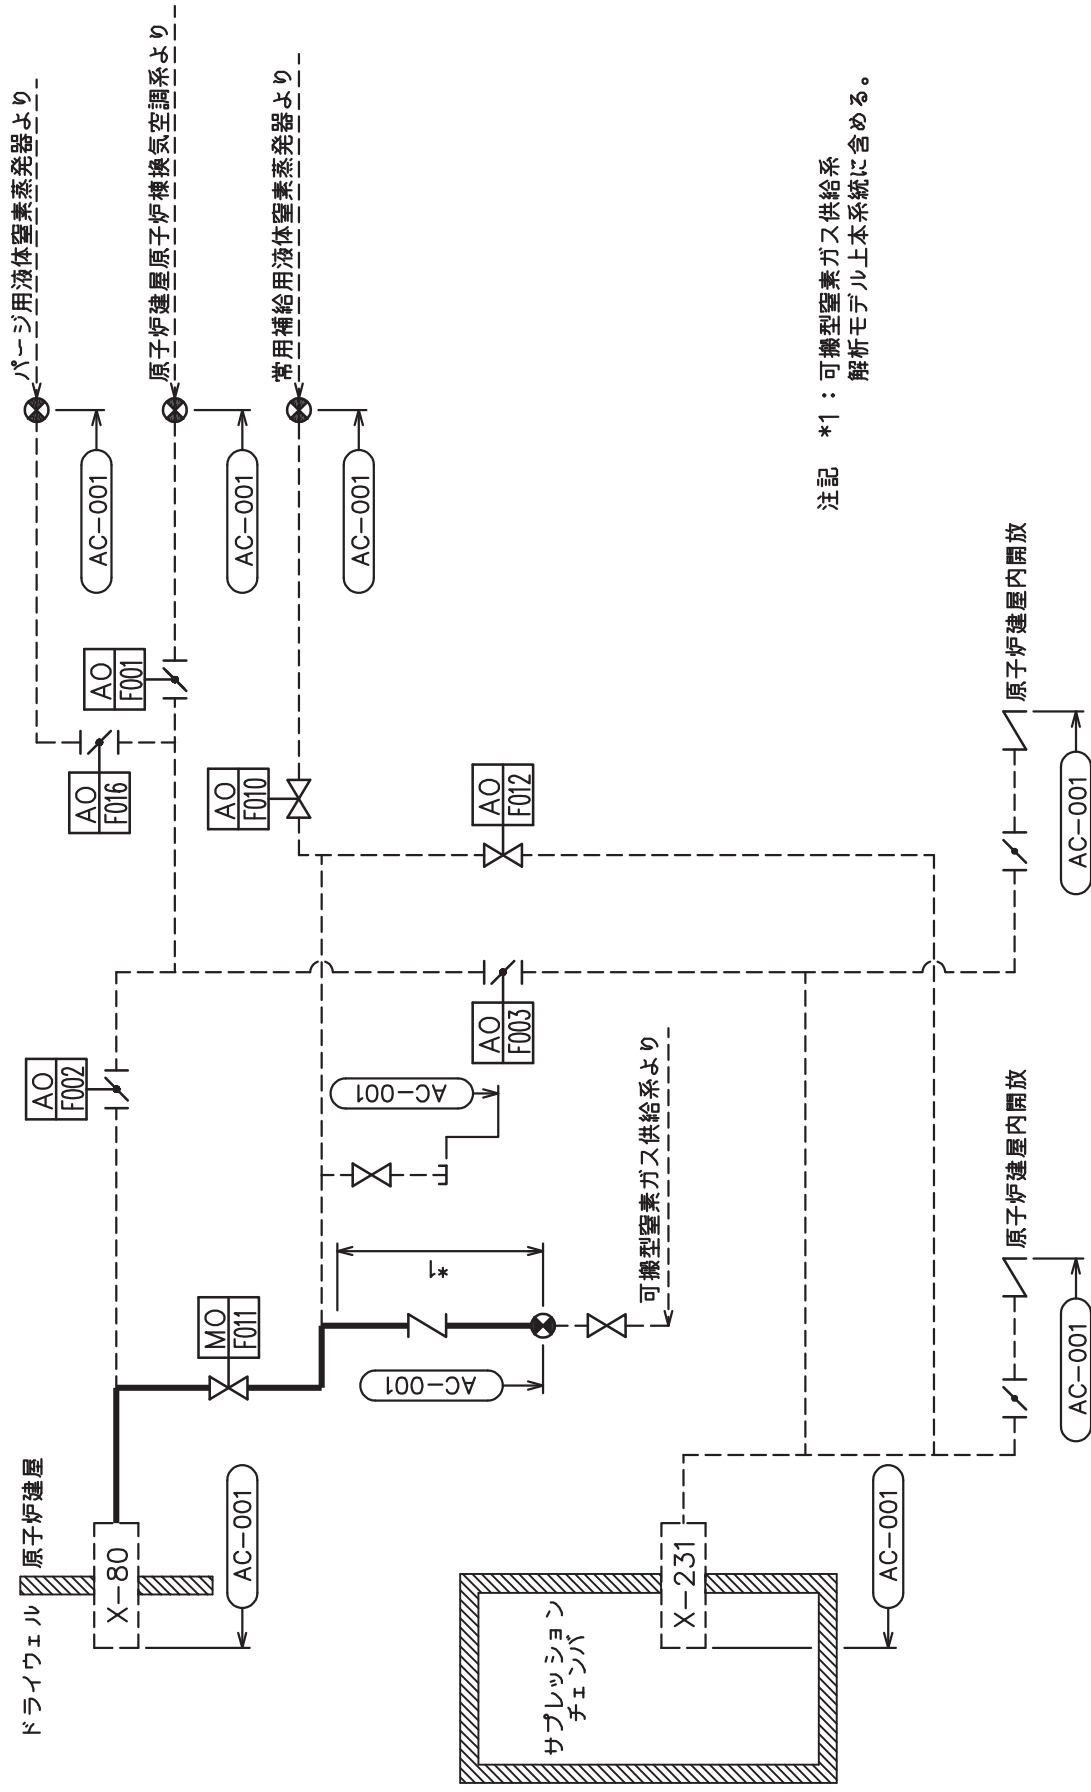 ドライウェル
原子炉建屋
X-80
AC-001
MO
F011
AO
F002
AO
F016
AO
F001
AO
F010
AO
F012
AO
F003
パージ用液体窒素蒸発器より
AC-001
原子炉建屋原子炉棟換気空調系より
AC-001
常用補給用液体窒素蒸発器より
AC-001
AC-001
*1
AC-001
可搬型窒素ガス供給系より
サプレッション
チェンバ
X-231
AC-001
原子炉建屋内開放
AC-001
原子炉建屋内開放
AC-001
注記 *1：可搬型窒素ガス供給系
解析モデル上本系統に含める。